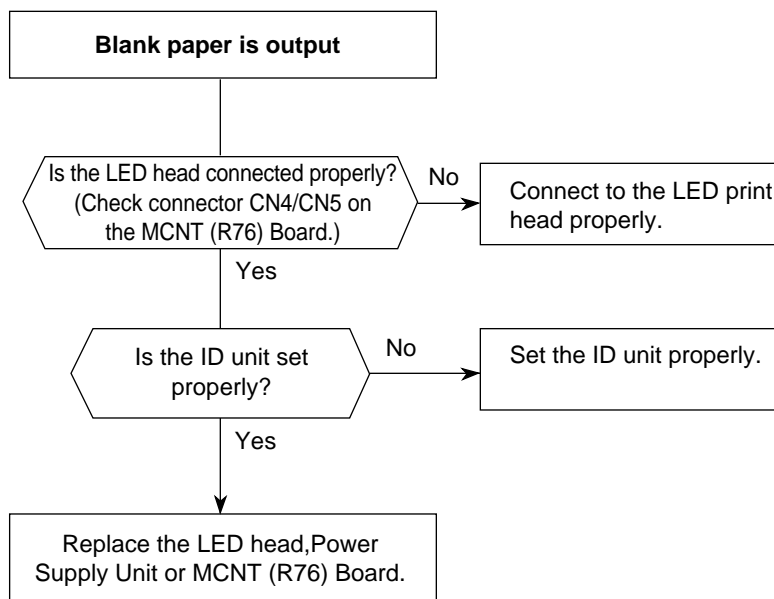 Blank paper is output
Is the LED head connected properly?
(Check connector CN4/CN5 on
the MCNT (R76) Board.)
No
Connect to the LED print
head properly.
Yes
Is the ID unit set
properly?
No
Set the ID unit properly.
Yes
Replace the LED head,Power
Supply Unit or MCNT (R76) Board.